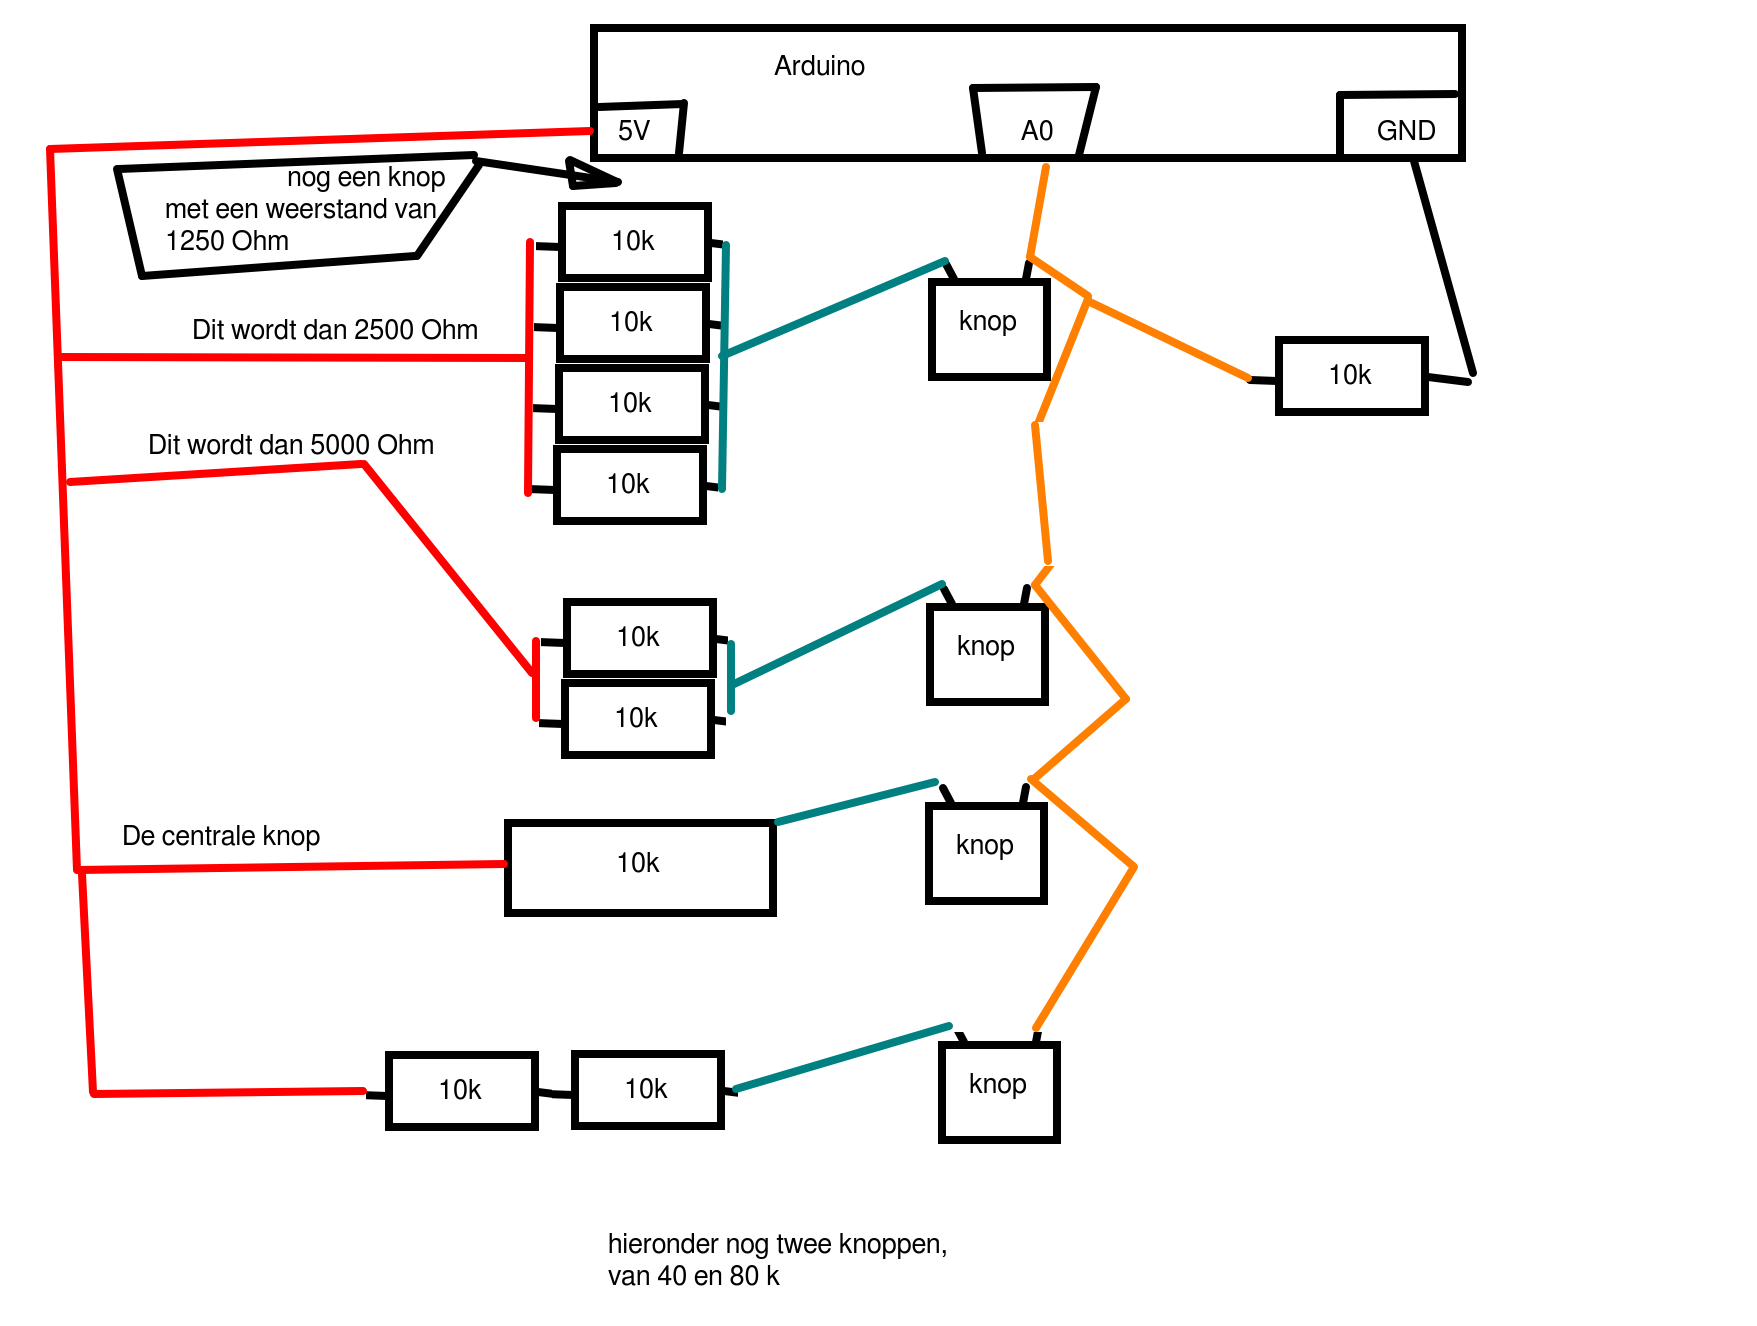 Arduino
5V
A0
GND
nog een knop
met een weerstand van
1250 Ohm
10k
10k
10k
10k
knop
10k
Dit wordt dan 2500 Ohm
Dit wordt dan 5000 Ohm
10k
10k
knop
De centrale knop
10k
knop
10k
10k
knop
hieronder nog twee knoppen,
van 40 en 80 k